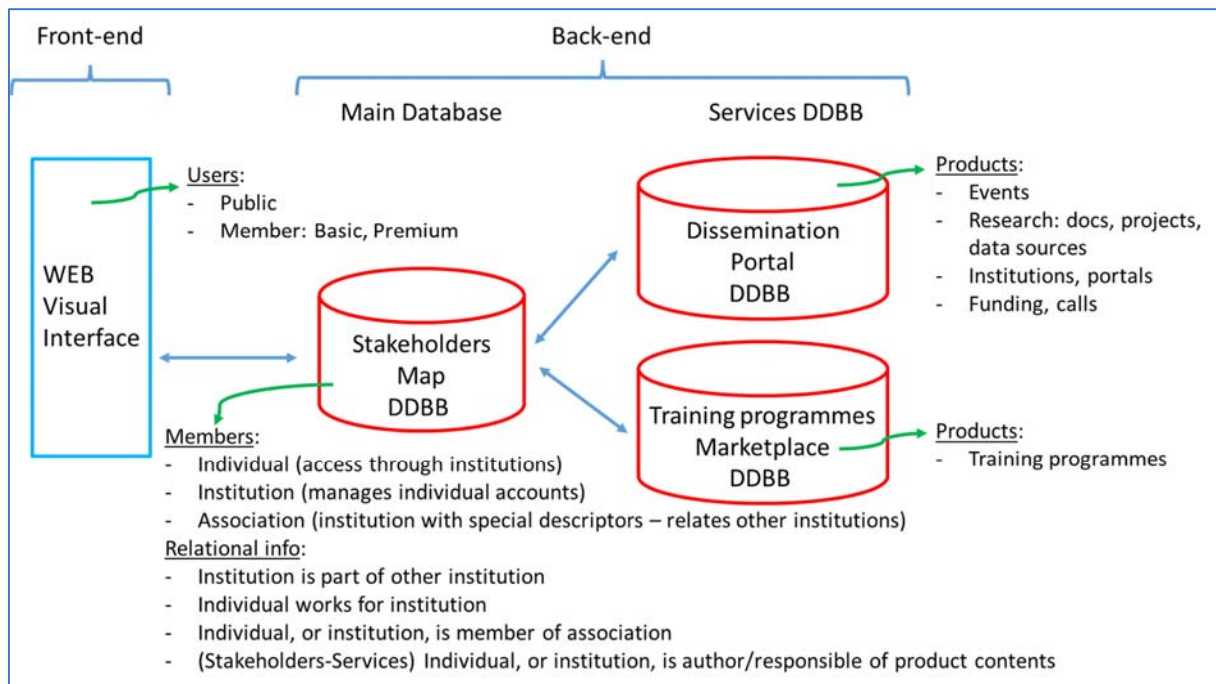 Front-end
Back-end
Main Database
Services DDBB
WEB
Visual
Interface
Users:
- Public
- Member: Basic, Premium
Stakeholders
Map
DDBB
Dissemination
Portal
DDBB
Products:
- Events
- Research: docs, projects,
data sources
- Institutions, portals
- Funding, calls
Training programmes
Marketplace
DDBB
Products:
- Training programmes
Members:
- Individual (access through institutions)
- Institution (manages individual accounts)
- Association (institution with special descriptors – relates other institutions)
Relational info:
- Institution is part of other institution
- Individual works for institution
- Individual, or institution, is member of association
- (Stakeholders-Services) Individual, or institution, is author/responsible of product contents